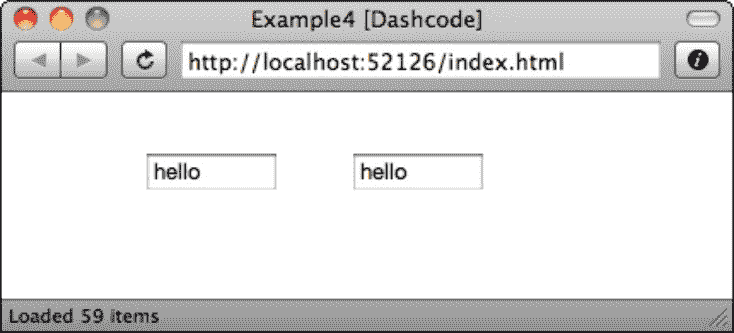 Example4 [Dashcode]
http://localhost:52126/index.html
hello hello
Loaded 59 items